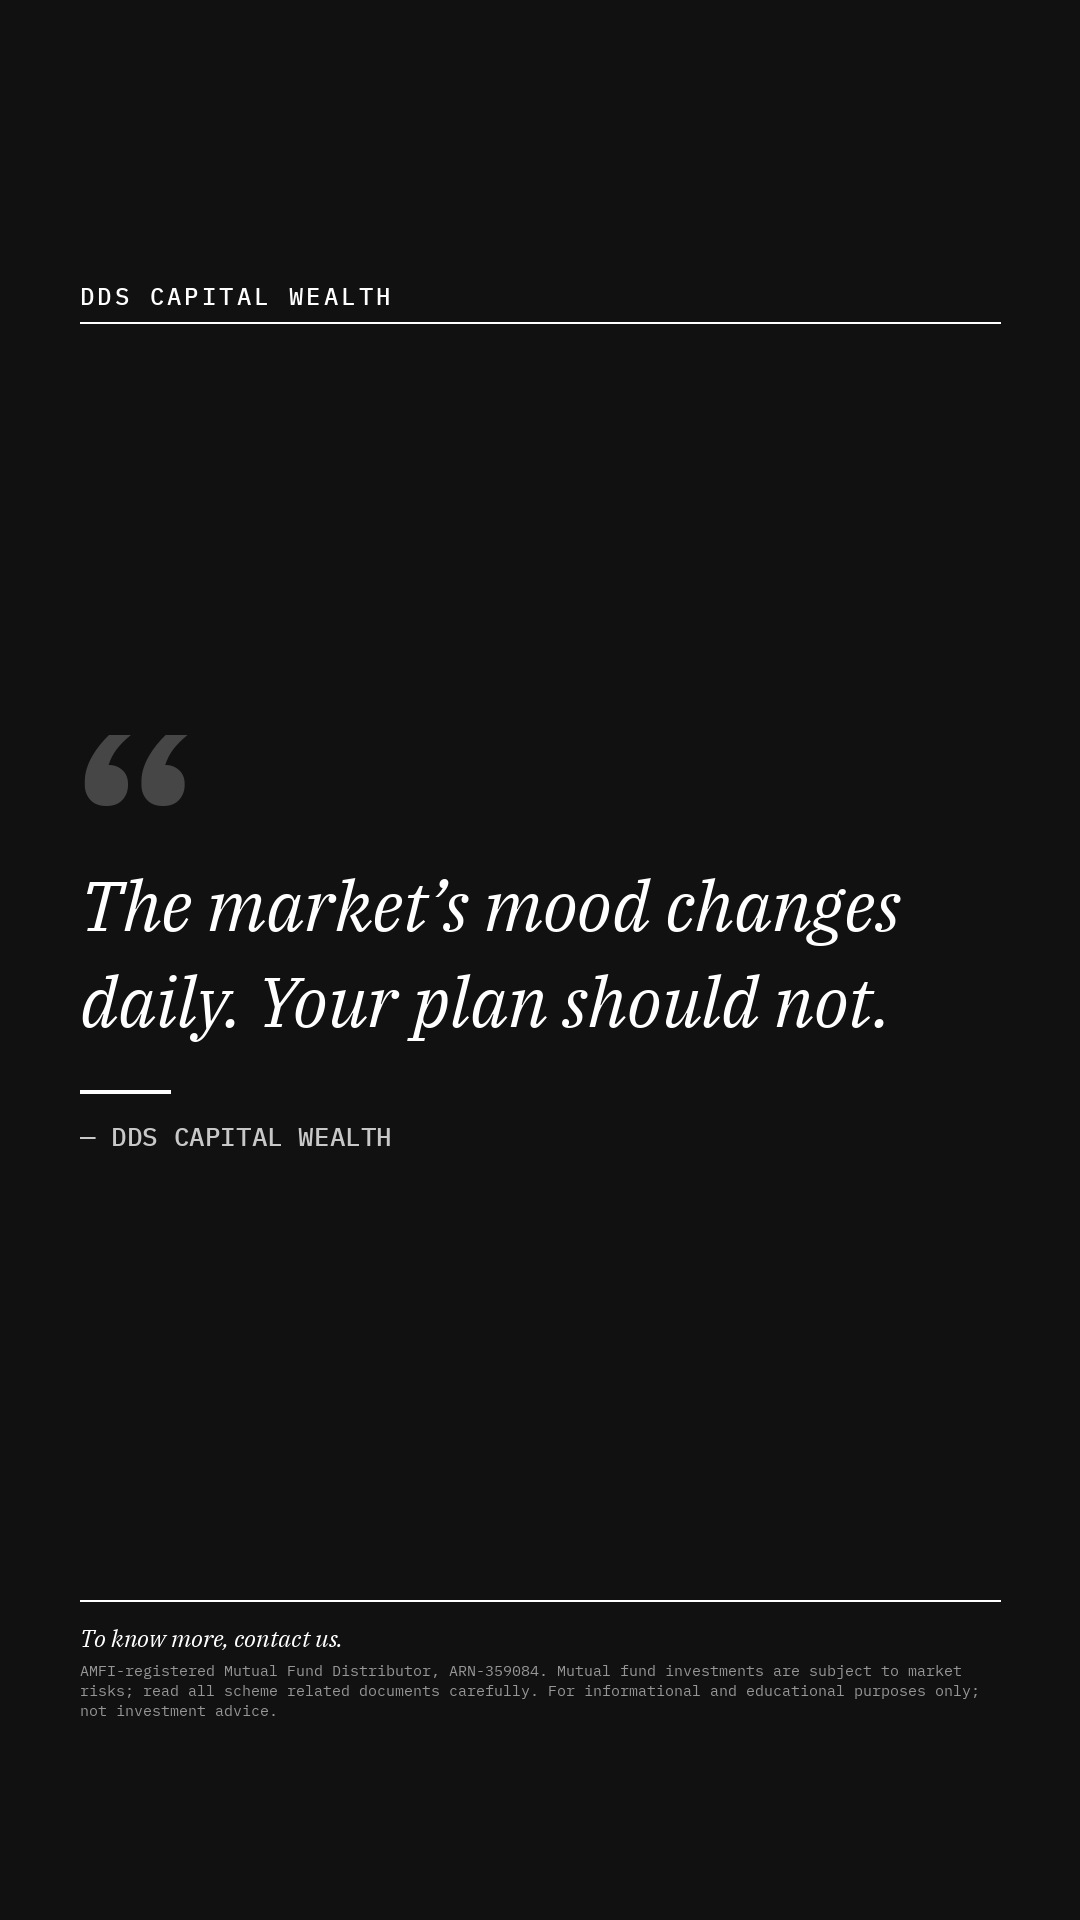 DDS CAPITAL WEALTH
“
The market’s mood changes
daily. Your plan should not.
— DDS CAPITAL WEALTH
To know more, contact us.
AMFI-registered Mutual Fund Distributor, ARN-359084. Mutual fund investments are subject to market
risks; read all scheme related documents carefully. For informational and educational purposes only;
not investment advice.